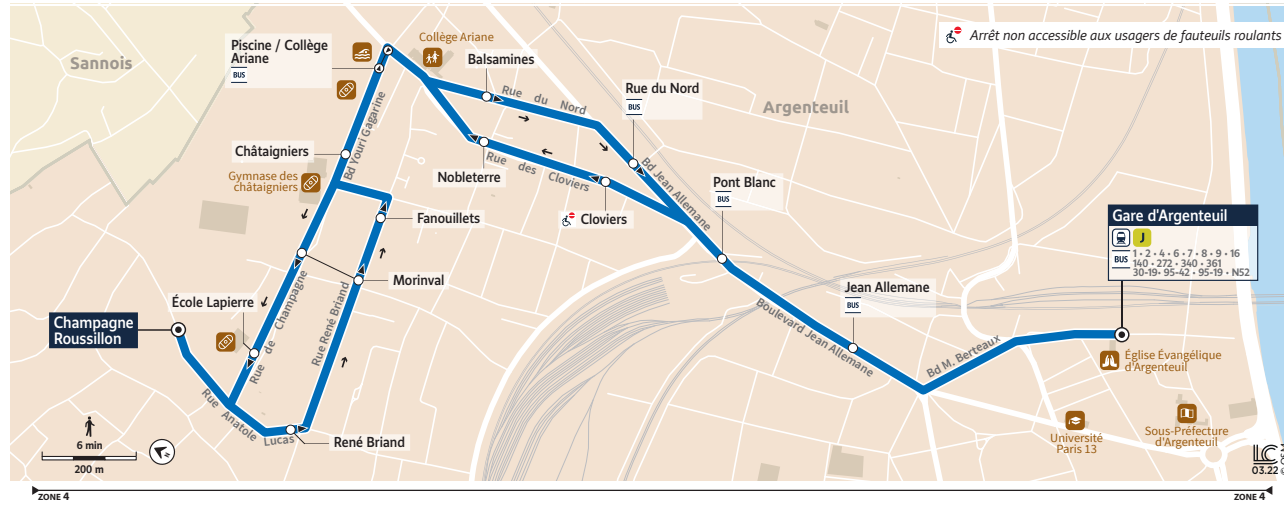 Arrêt non accessible aux usagers de fauteuils roulants
Sannois
Piscine / Collège
Ariane
BUS
Collège Ariane
Balsamines
Rue du Nord
Rue du Nord
BUS
Argenteuil
Bd Youri Gagarine
Châtaigniers
Gymnase des
châtaigniers
Nobleterre
Rue des Cloviers
Bd Jean Allemane
Pont Blanc
BUS
Fanouillets
Cloviers
Gare d'Argenteuil
J
BUS
1 • 2 • 4 • 6 • 7 • 8 • 9 • 16
140 • 272 • 340 • 361
30-19 • 95-42 • 95-19 • N52
Morinval
École Lapierre
Rue de Champagne
Rue René Briand
Jean Allemane
BUS
Champagne
Roussillon
Boulevard Jean Allemane
Bd M. Berteaux
Église Évangélique
d'Argenteuil
Rue Anatole Lucas
René Briand
6 min
200 m
Université
Paris 13
Sous-Préfecture
d'Argenteuil
LC
03.22
ZONE 4
ZONE 4